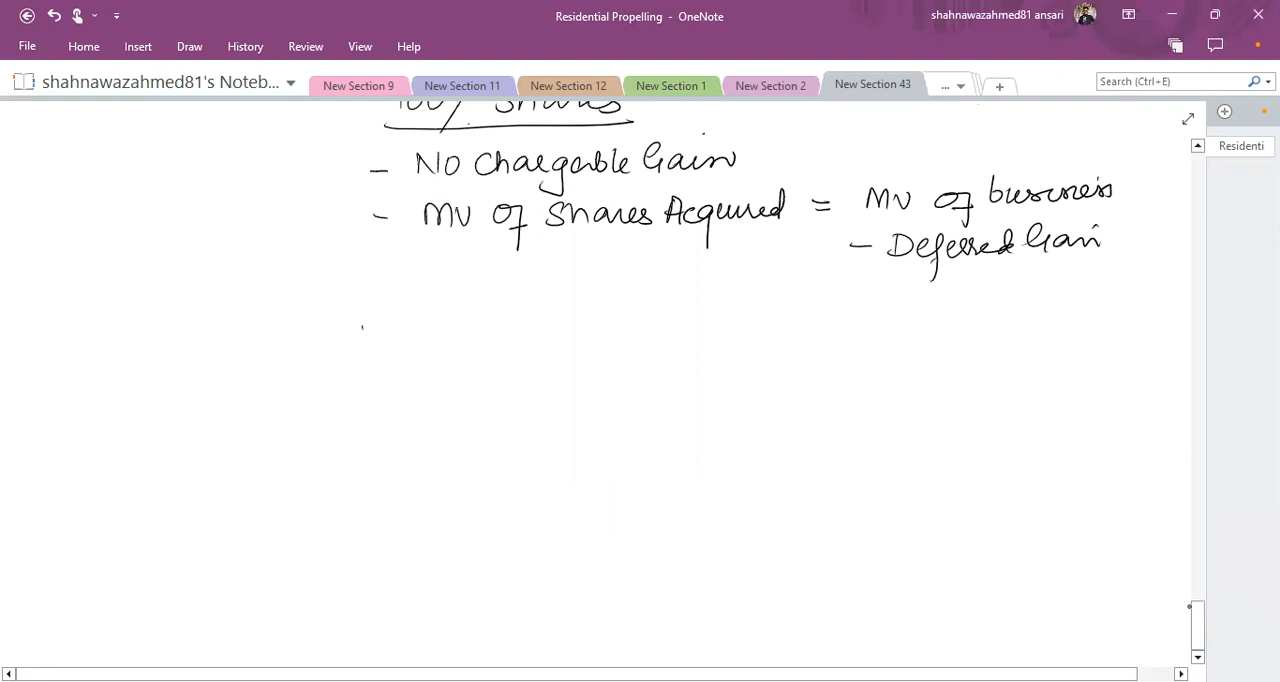 Residential Propelling - OneNote
shahnawazahmed81 ansari
File Home Insert Draw History Review View Help
shahnawazahmed81's Noteb... New Section 9 New Section 11 New Section 12 New Section 1 New Section 2 New Section 43 ... + Search (Ctrl+E)
Residenti
100% Shares
- No Chargable Gain
- MV Of Shares Acquired = MV of business
- Deferred Gain